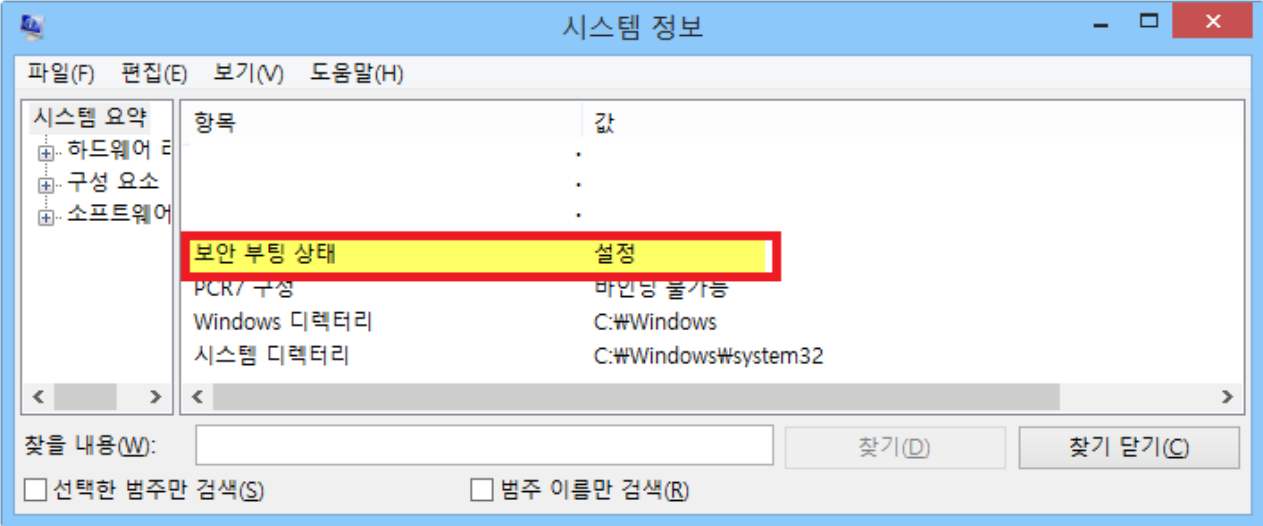 시스템 정보
파일(F) 편집(E) 보기(V) 도움말(H)
시스템 요약
하드웨어
구성 요소
소프트웨어
항목 값
.
.
.
보안 부팅 상태 설정
PCR7 구성 바인딩 불가능
Windows 디렉터리 C:₩Windows
시스템 디렉터리 C:₩Windows₩system32
찾을 내용(W): 찾기(D) 찾기 닫기(C)
선택한 범주만 검색(S) 범주 이름만 검색(R)